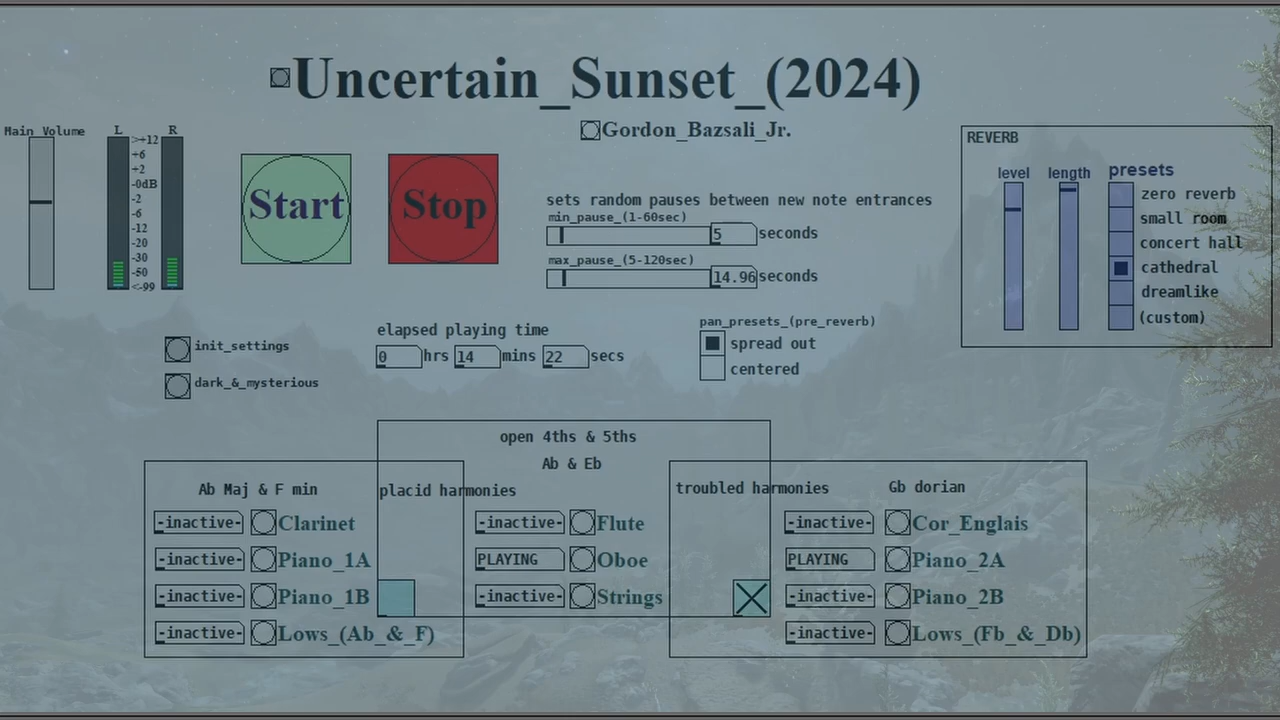 Uncertain_Sunset_(2024)
Gordon_Bazsali_Jr.
Main Volume
L
R
>+12
+6
+2
-0dB
-2
-6
-12
-20
-30
-50
<-99
Start
Stop
sets random pauses between new note entrances
min_pause_(1-60sec)
5 seconds
max_pause_(5-120sec)
14.96 seconds
REVERB
level
length
presets
zero reverb
small room
concert hall
cathedral
dreamlike
(custom)
init_settings
dark_&_mysterious
elapsed playing time
0 hrs 14 mins 22 secs
pan_presets_(pre_reverb)
spread out
centered
open 4ths & 5ths
Ab & Eb
Ab Maj & F min
placid harmonies
troubled harmonies
Gb dorian
-inactive- Clarinet
-inactive- Piano_1A
-inactive- Piano_1B
-inactive- Lows_(Ab_&_F)
-inactive- Flute
PLAYING Oboe
-inactive- Strings
-inactive- Cor_Englais
PLAYING Piano_2A
-inactive- Piano_2B
-inactive- Lows_(Fb_&_Db)